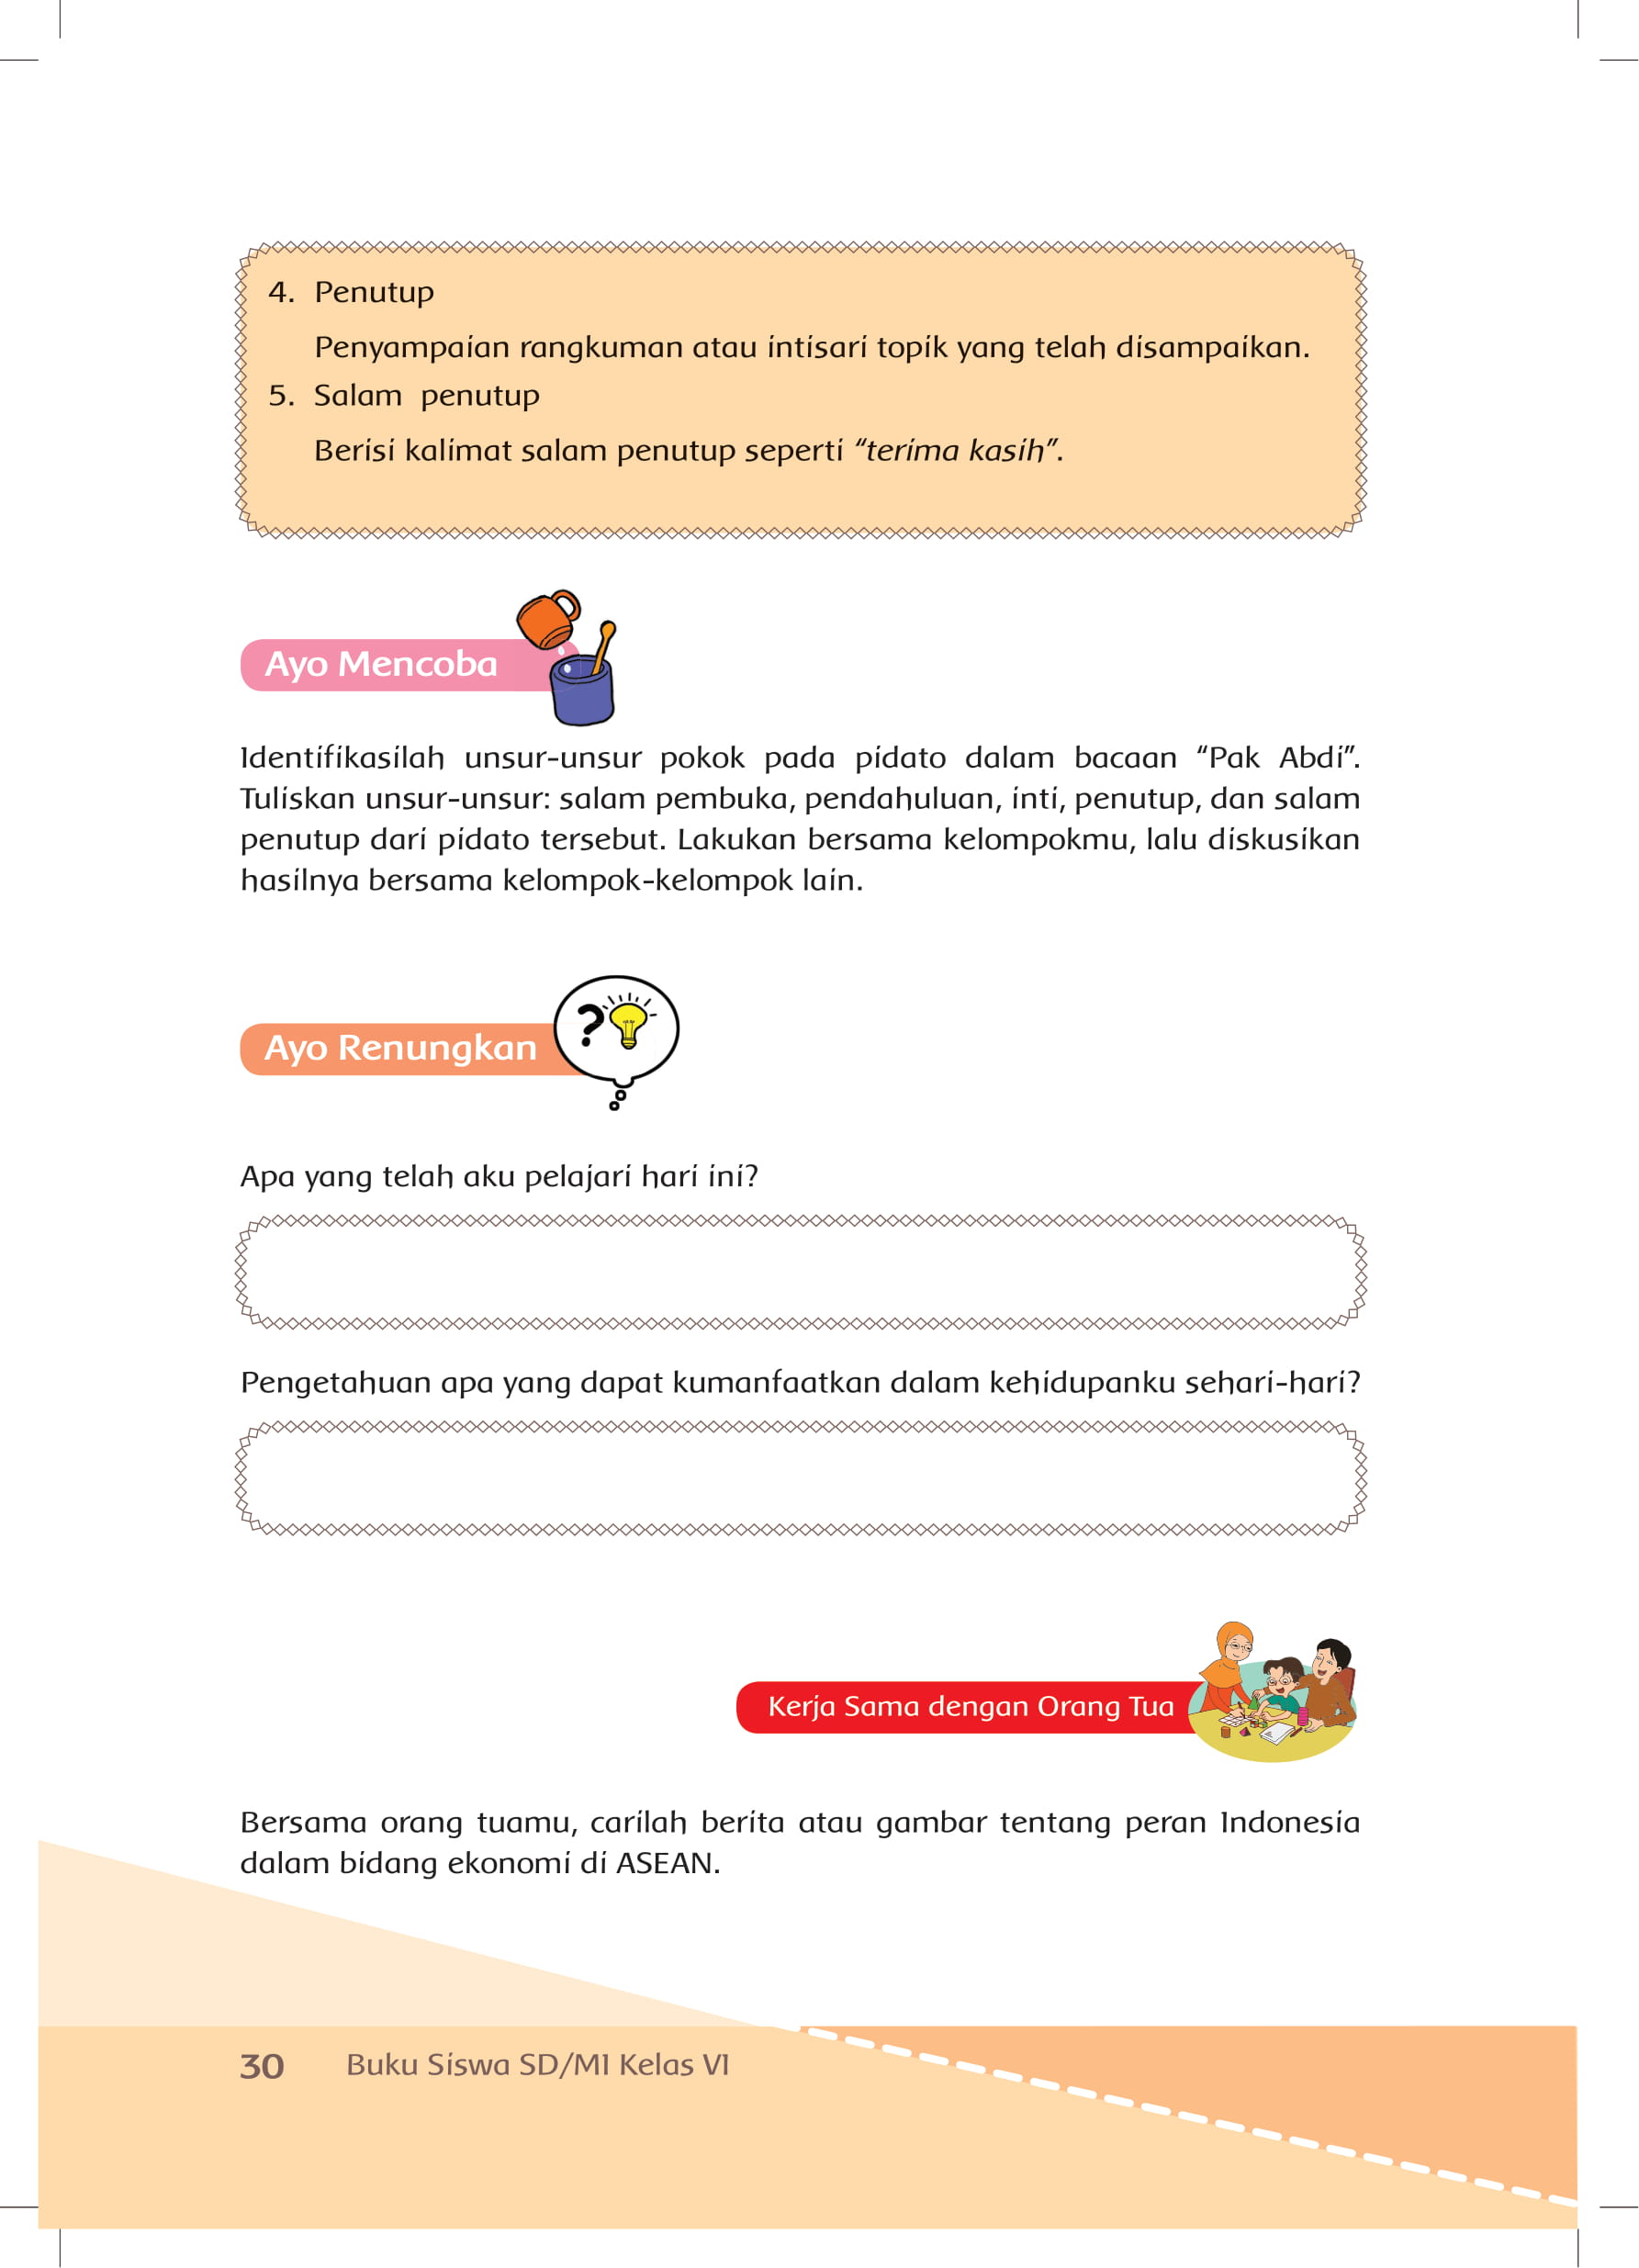 4. Penutup
Penyampaian rangkuman atau intisari topik yang telah disampaikan.
5. Salam penutup
Berisi kalimat salam penutup seperti “terima kasih”.
Ayo Mencoba
Identifikasilah unsur-unsur pokok pada pidato dalam bacaan “Pak Abdi”.
Tuliskan unsur-unsur: salam pembuka, pendahuluan, inti, penutup, dan salam
penutup dari pidato tersebut. Lakukan bersama kelompokmu, lalu diskusikan
hasilnya bersama kelompok-kelompok lain.
?
Ayo Renungkan
Apa yang telah aku pelajari hari ini?
Pengetahuan apa yang dapat kumanfaatkan dalam kehidupanku sehari-hari?
Kerja Sama dengan Orang Tua
Bersama orang tuamu, carilah berita atau gambar tentang peran Indonesia
dalam bidang ekonomi di ASEAN.
30 Buku Siswa SD/MI Kelas VI